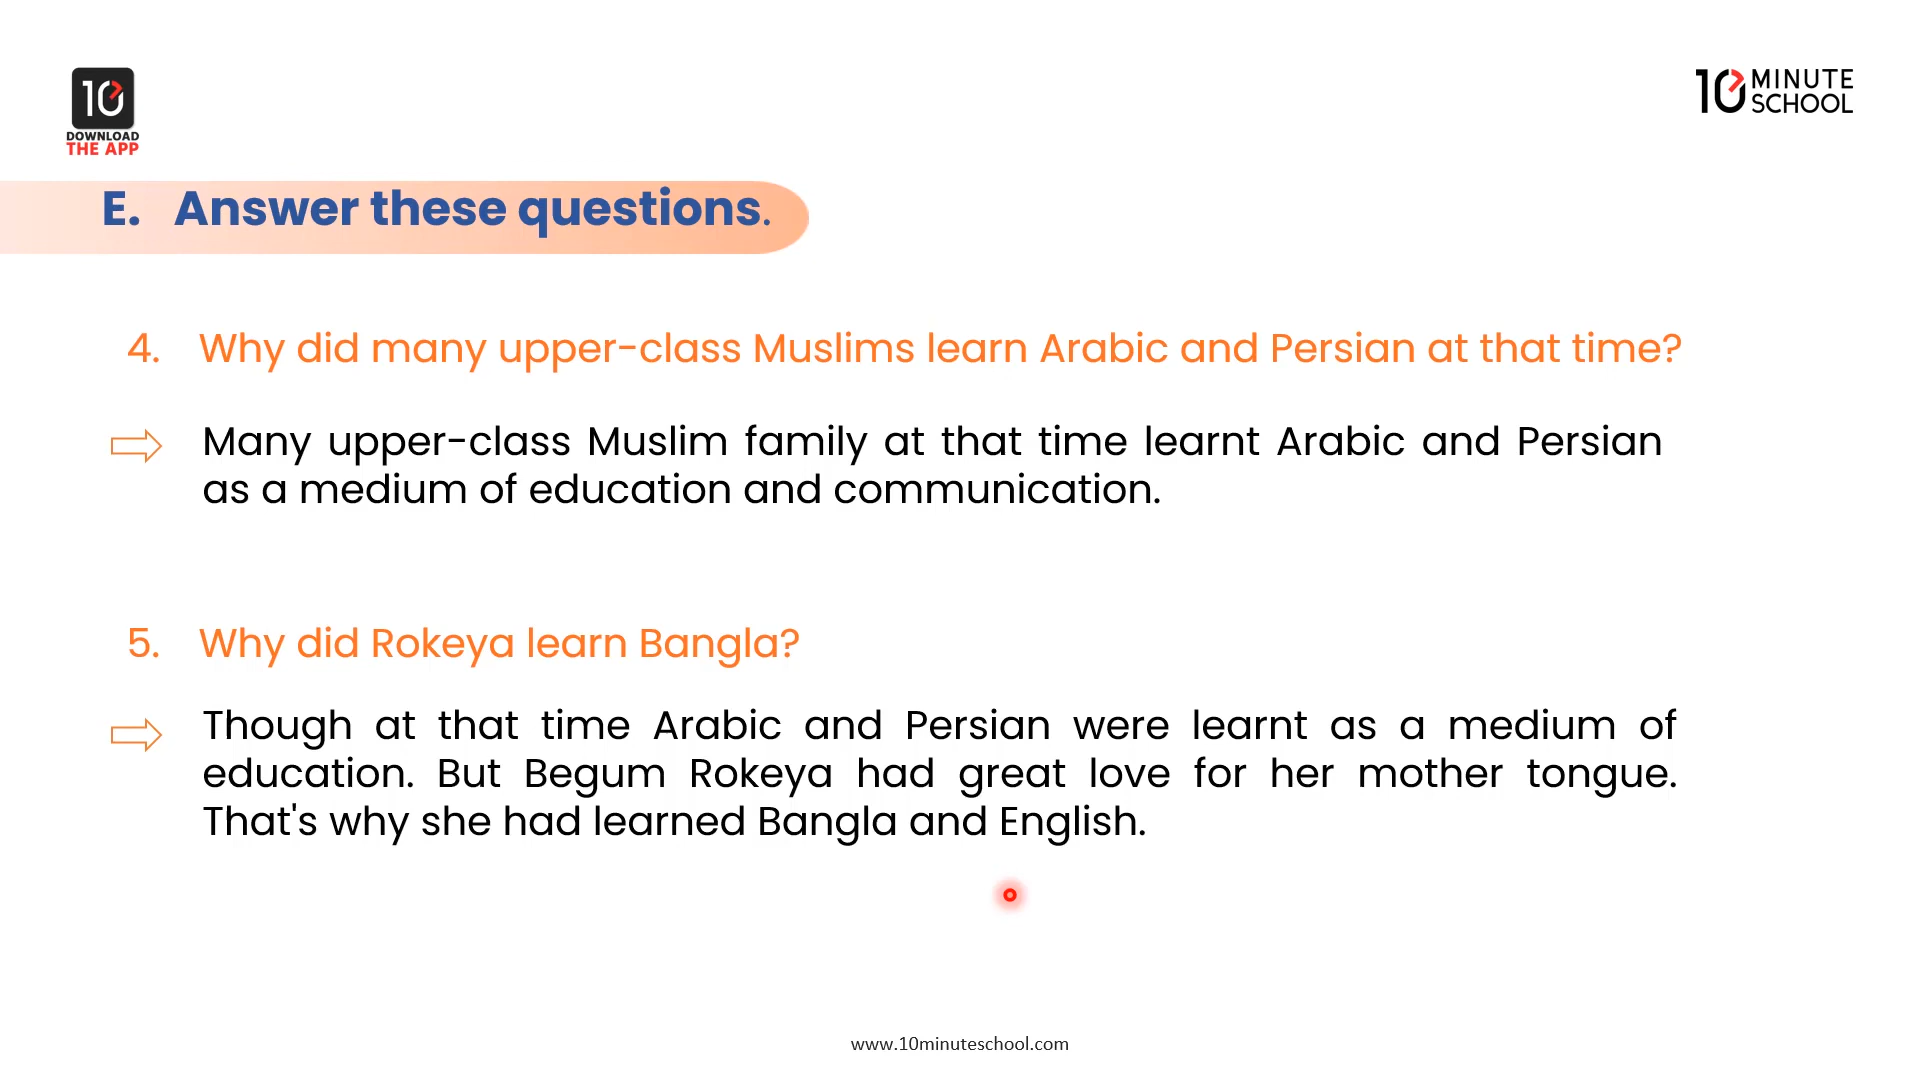 10
DOWNLOAD
THE APP
10 MINUTE
SCHOOL
E. Answer these questions.
4. Why did many upper-class Muslims learn Arabic and Persian at that time?
Many upper-class Muslim family at that time learnt Arabic and Persian
as a medium of education and communication.
5. Why did Rokeya learn Bangla?
Though at that time Arabic and Persian were learnt as a medium of
education. But Begum Rokeya had great love for her mother tongue.
That's why she had learned Bangla and English.
www.10minuteschool.com